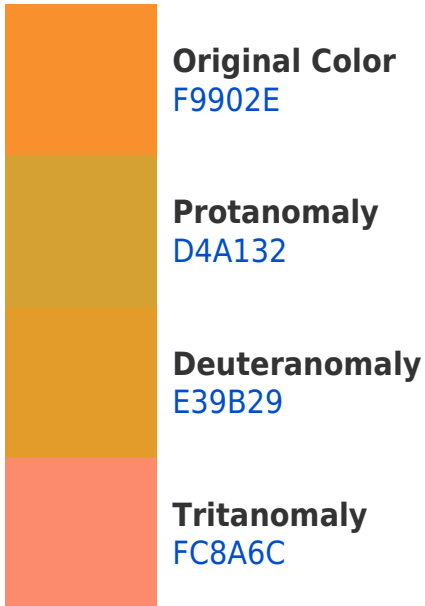 Original Color
F9902E
Protanomaly
D4A132
Deuteranomaly
E39B29
Tritanomaly
FC8A6C